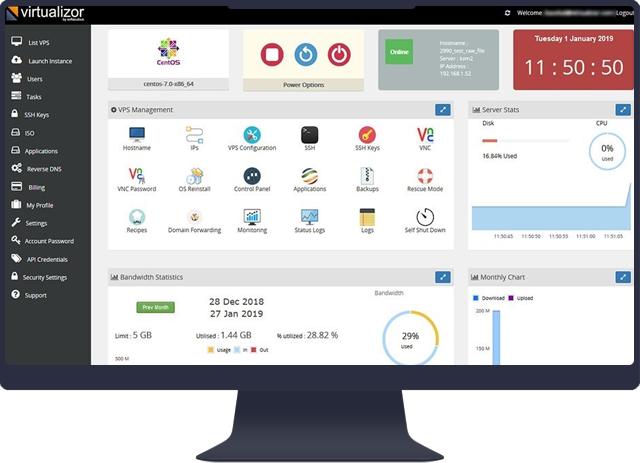 virtualizor
by softaculous
Welcome
Logout
List VPS
Launch Instance
Users
Tasks
SSH Keys
ISO
Applications
Reverse DNS
Billing
My Profile
Settings
Account Password
API Credentials
Security Settings
Support
CentOS
centos-7.0-x86_64
Power Options
Online
Hostname :
2990_test_raw_file
Server : kvm2
IP Address :
192.168.1.52
Tuesday 1 January 2019
11 : 50 : 50
VPS Management
Hostname
IPs
VPS Configuration
SSH
SSH Keys
VNC
VNC Password
OS Reinstall
Control Panel
Applications
Backups
Rescue Mode
Recipes
Domain Forwarding
Monitoring
Status Logs
Logs
Self Shut Down
Server Stats
Disk
CPU
16.84% Used
0%
Used
11:50:45 11:50:50 11:50:55 11:51:00 11:51:05
Bandwidth Statistics
Prev Month
28 Dec 2018
27 Jan 2019
Limit : 5 GB
Utilised : 1.44 GB
% utilized : 28.82 %
Usage In Out
500 M
Bandwidth
29%
Used
Monthly Chart
Download Upload
200 M
150 M